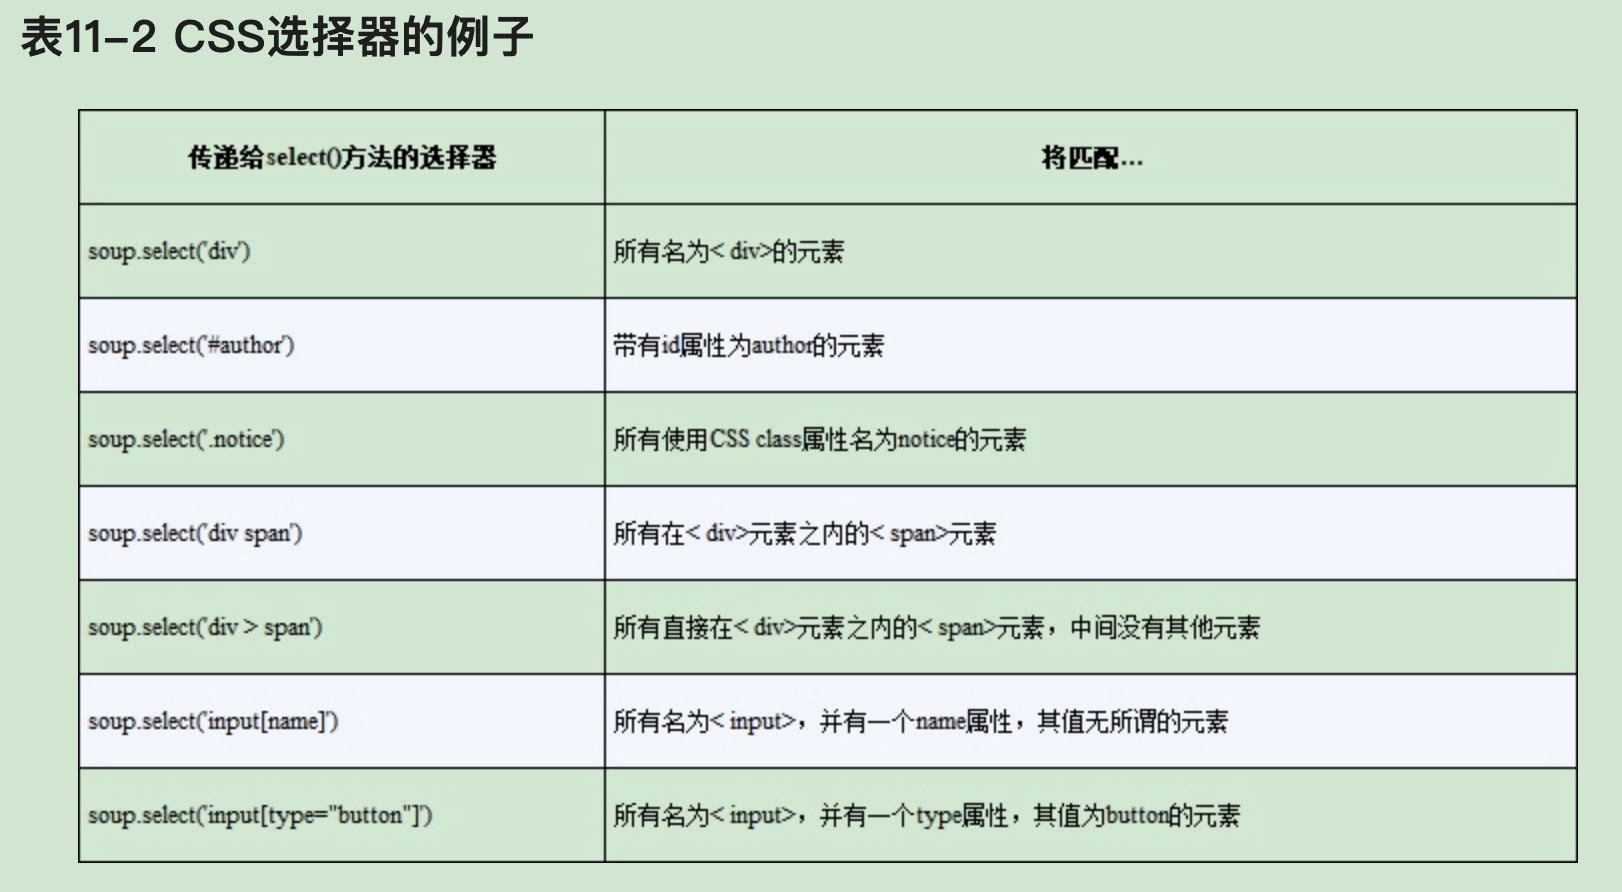 表11-2 CSS选择器的例子
传递给select()方法的选择器
将匹配...
soup.select('div')
所有名为< div>的元素
soup.select('#author')
带有id属性为author的元素
soup.select('.notice')
所有使用CSS class属性名为notice的元素
soup.select('div span')
所有在< div>元素之内的< span>元素
soup.select('div > span')
所有直接在< div>元素之内的< span>元素，中间没有其他元素
soup.select('input[name]')
所有名为< input>，并有一个name属性，其值无所谓的元素
soup.select('input[type="button"]')
所有名为< input>，并有一个type属性，其值为button的元素